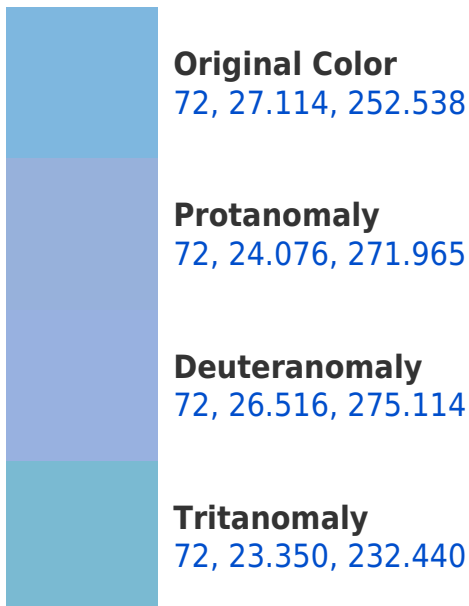 Original Color
72, 27.114, 252.538
Protanomaly
72, 24.076, 271.965
Deuteranomaly
72, 26.516, 275.114
Tritanomaly
72, 23.350, 232.440